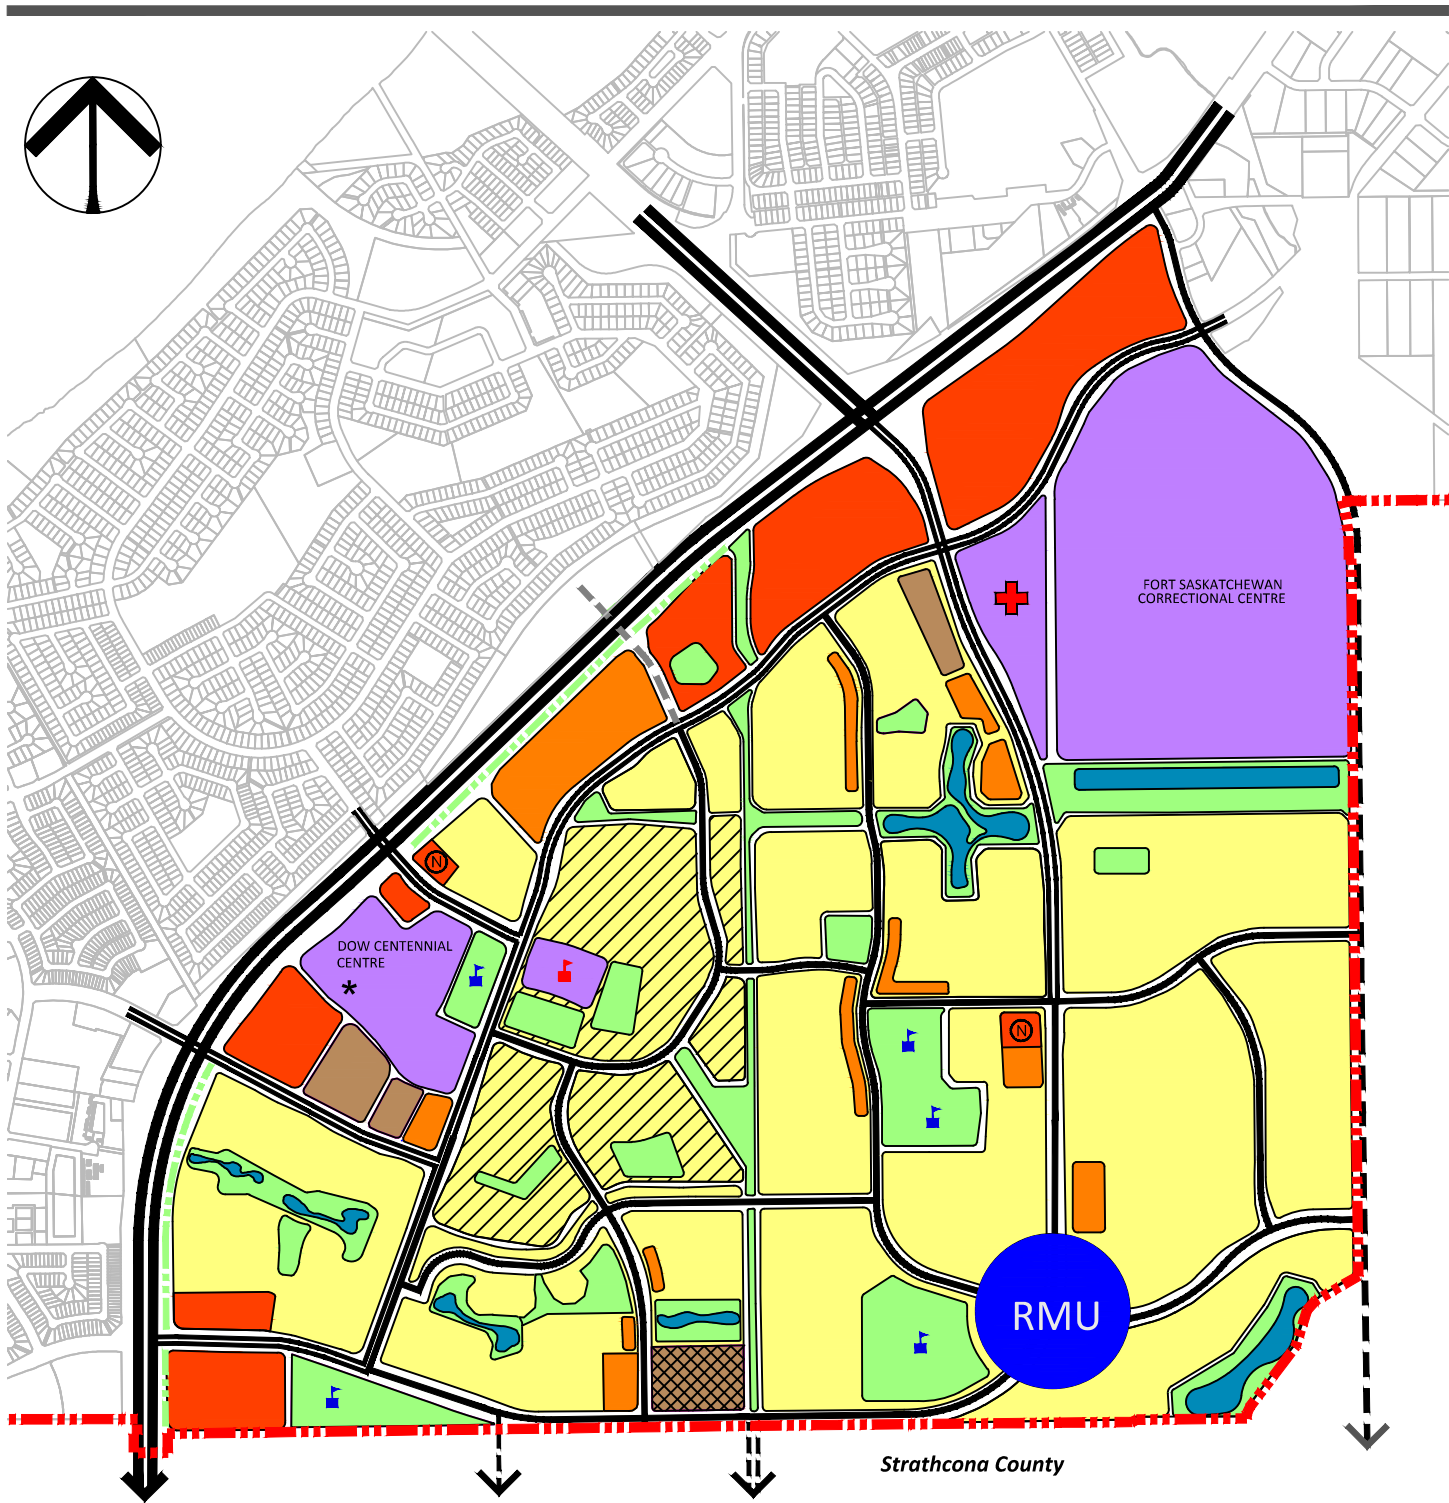 FORT SASKATCHEWAN
CORRECTIONAL CENTRE
N
DOW CENTENNIAL
CENTRE
*
N
RMU
Strathcona County